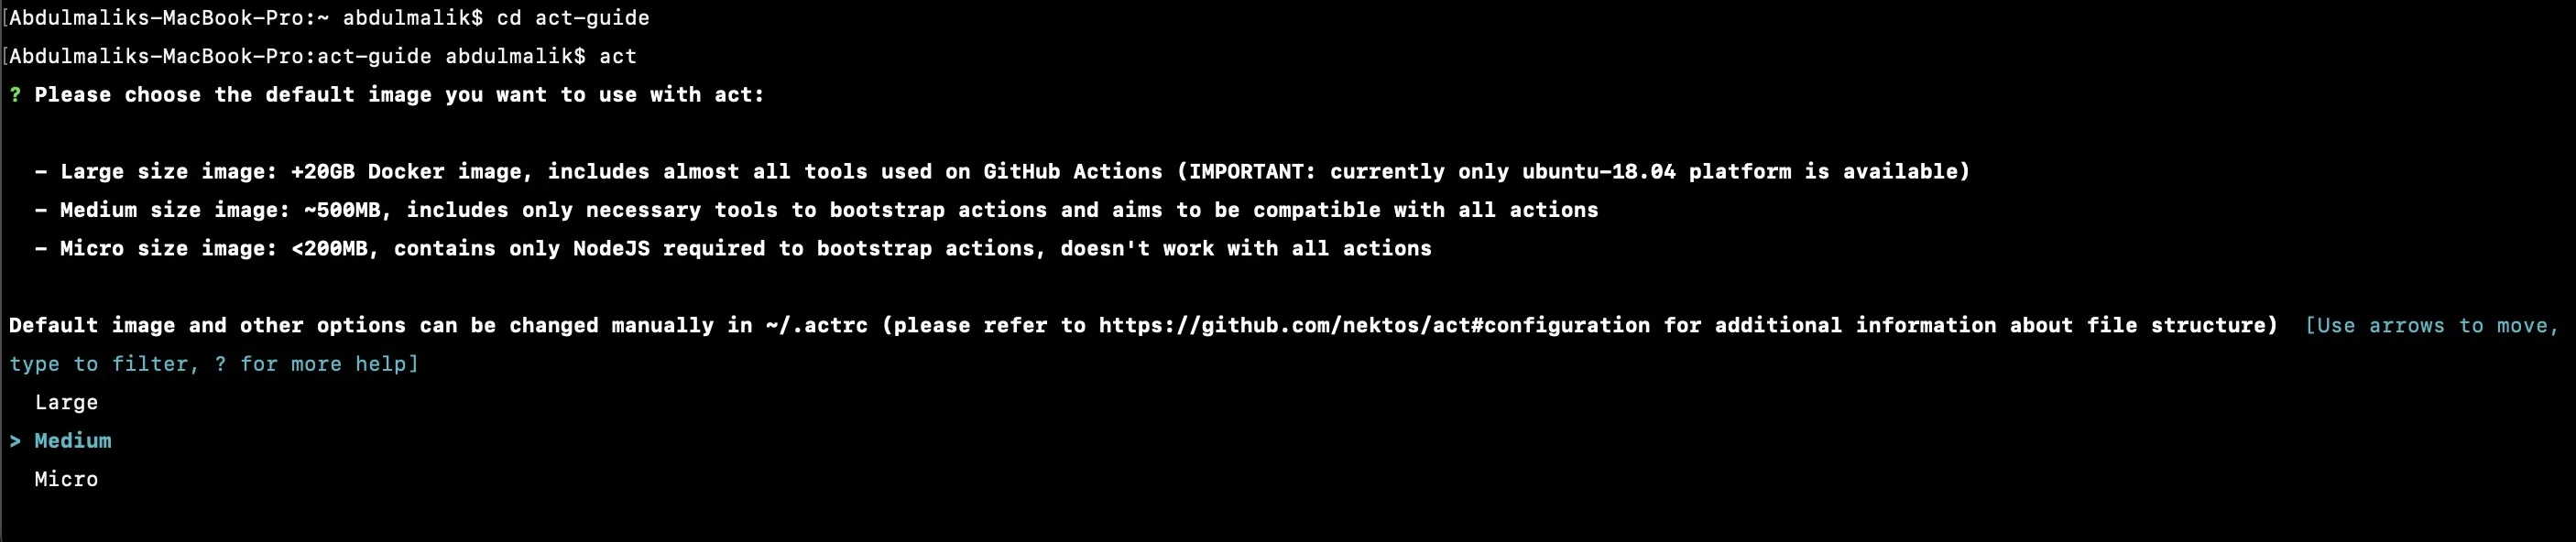 [Abdulmaliks-MacBook-Pro:~ abdulmalik$ cd act-guide
[Abdulmaliks-MacBook-Pro:act-guide abdulmalik$ act
? Please choose the default image you want to use with act:
- Large size image: +20GB Docker image, includes almost all tools used on GitHub Actions (IMPORTANT: currently only ubuntu-18.04 platform is available)
- Medium size image: ~500MB, includes only necessary tools to bootstrap actions and aims to be compatible with all actions
- Micro size image: <200MB, contains only NodeJS required to bootstrap actions, doesn't work with all actions
Default image and other options can be changed manually in ~/.actrc (please refer to https://github.com/nektos/act#configuration for additional information about file structure)  [Use arrows to move,
type to filter, ? for more help]
Large
> Medium
Micro